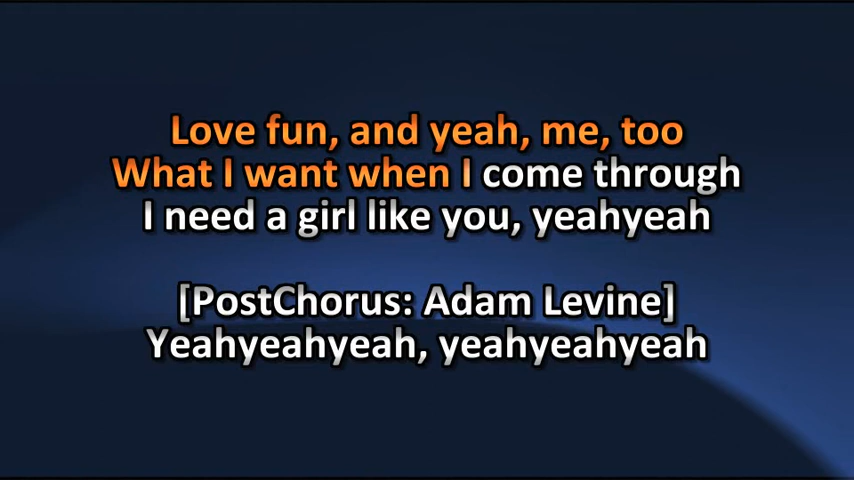 Love fun, and yeah, me, too
What I want when I come through
I need a girl like you, yeahyeah
[PostChorus: Adam Levine]
Yeahyeahyeah, yeahyeahyeah